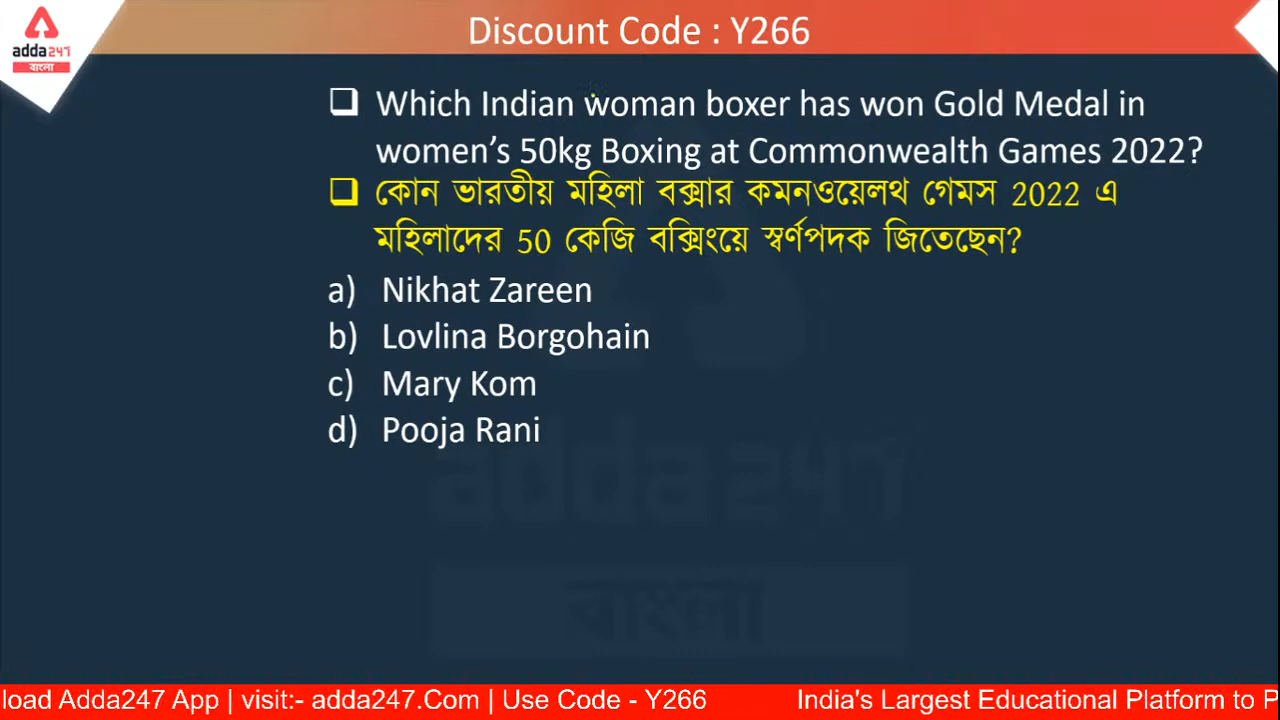 Discount Code : Y266
adda247
বাংলা
❑ Which Indian woman boxer has won Gold Medal in
women’s 50kg Boxing at Commonwealth Games 2022?
❑ কোন ভারতীয় মহিলা বক্সার কমনওয়েলথ গেমস 2022 এ
মহিলাদের 50 কেজি বক্সিংয়ে স্বর্ণপদক জিতেছেন?
a) Nikhat Zareen
b) Lovlina Borgohain
c) Mary Kom
d) Pooja Rani
adda247
বাংলা
load Adda247 App | visit:- adda247.Com | Use Code - Y266 India's Largest Educational Platform to P